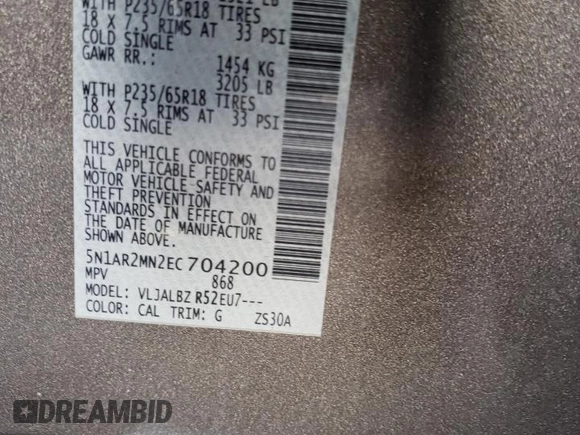 WITH P235/65R18 TIRES
18 X 7.5 RIMS AT 33 PSI
COLD SINGLE
GAWR RR.: 1454 KG
3205 LB
WITH P235/65R18 TIRES
18 X 7.5 RIMS AT 33 PSI
COLD SINGLE
THIS VEHICLE CONFORMS TO
ALL APPLICABLE FEDERAL
MOTOR VEHICLE SAFETY AND
THEFT PREVENTION
STANDARDS IN EFFECT ON
THE DATE OF MANUFACTURE
SHOWN ABOVE.
5N1AR2MN2EC704200
MPV 868
MODEL: VLJALBZ R52EU7---
COLOR: CAL TRIM: G ZS30A
DREAMBID